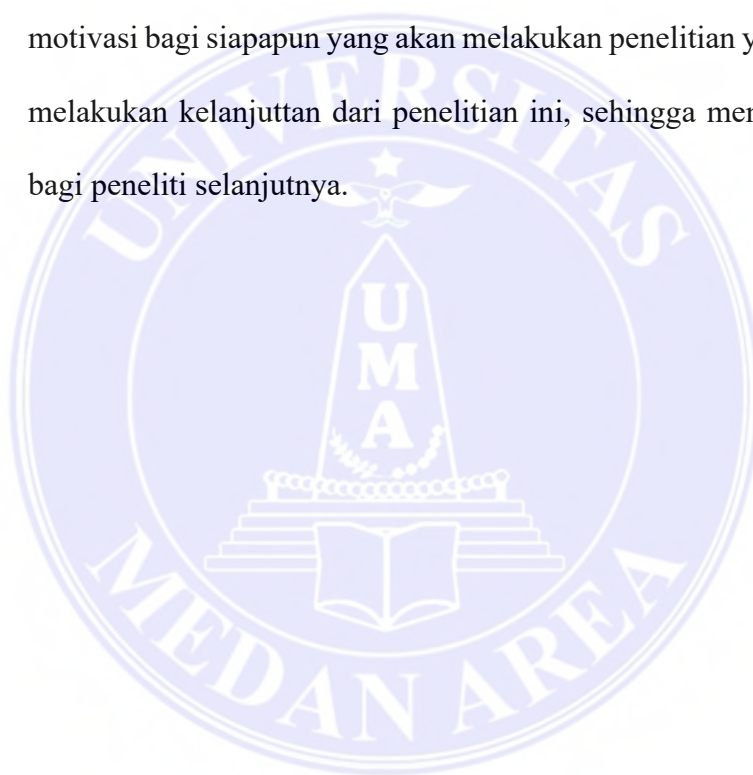 motivasi bagi siapapun yang akan melakukan penelitian
melakukan kelanjuttan dari penelitian ini, sehingga
bagi peneliti selanjutnya.
UNIVERSITAS
UMA
MEDAN AREA